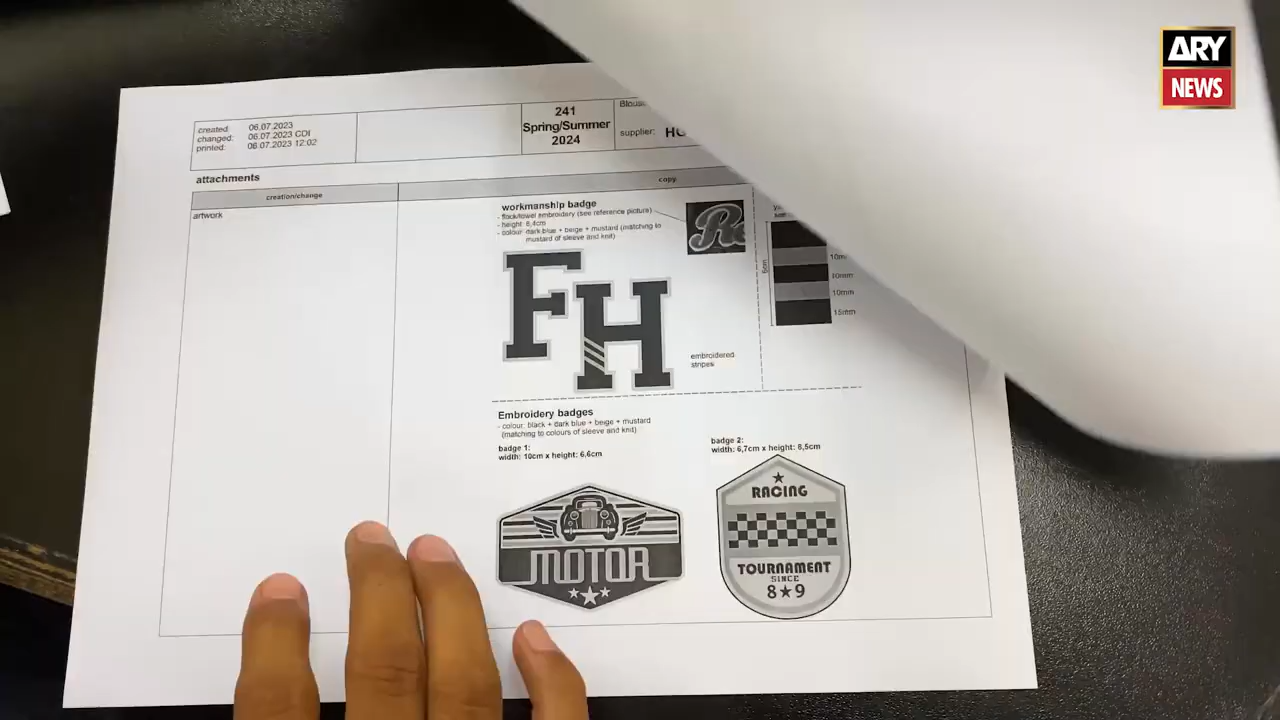 ARY
NEWS
created: 06.07.2023
changed: 06.07.2023 CDI
printed: 06.07.2023 12:02
241
Spring/Summer
2024
supplier:
attachments
creation/change
copy
artwork
workmanship badge
- flock/towel embroidery (see reference picture)
- height: 8,4cm
- colour: dark blue + beige + mustard (matching to
mustard of sleeve and knit)
FH
embroidered
stripes
6cm
10mm
10mm
10mm
15mm
Embroidery badges
- colour: black + dark blue + beige + mustard
(matching to colours of sleeve and knit)
badge 1:
width: 10cm x height: 6,6cm
badge 2:
width: 6,7cm x height: 8,5cm
MOTOR
RACING
TOURNAMENT
SINCE
8★9